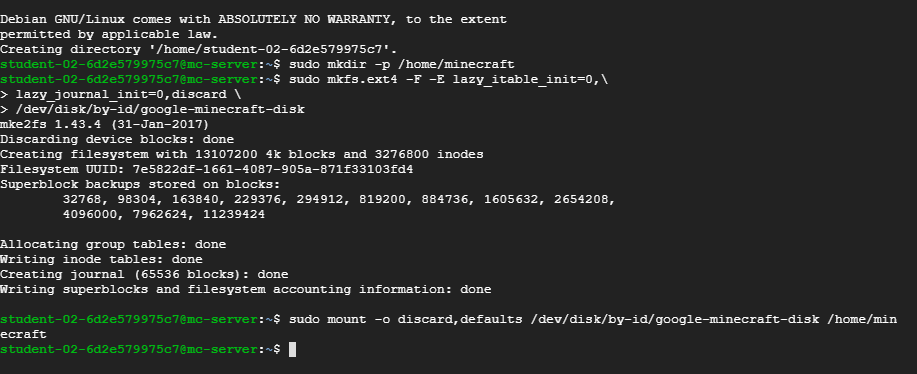 Debian GNU/Linux comes with ABSOLUTELY NO WARRANTY, to the extent
permitted by applicable law.
Creating directory '/home/student-02-6d2e579975c7'.
student-02-6d2e579975c7@mc-server:~$ sudo mkdir -p /home/minecraft
student-02-6d2e579975c7@mc-server:~$ sudo mkfs.ext4 -F -E lazy_itable_init=0,\
> lazy_journal_init=0,discard \
> /dev/disk/by-id/google-minecraft-disk
mke2fs 1.43.4 (31-Jan-2017)
Discarding device blocks: done
Creating filesystem with 13107200 4k blocks and 3276800 inodes
Filesystem UUID: 7e5822df-1661-4087-905a-871f33103fd4
Superblock backups stored on blocks:
32768, 98304, 163840, 229376, 294912, 819200, 884736, 1605632, 2654208,
4096000, 7962624, 11239424
Allocating group tables: done
Writing inode tables: done
Creating journal (65536 blocks): done
Writing superblocks and filesystem accounting information: done
student-02-6d2e579975c7@mc-server:~$ sudo mount -o discard,defaults /dev/disk/by-id/google-minecraft-disk /home/min
ecraft
student-02-6d2e579975c7@mc-server:~$